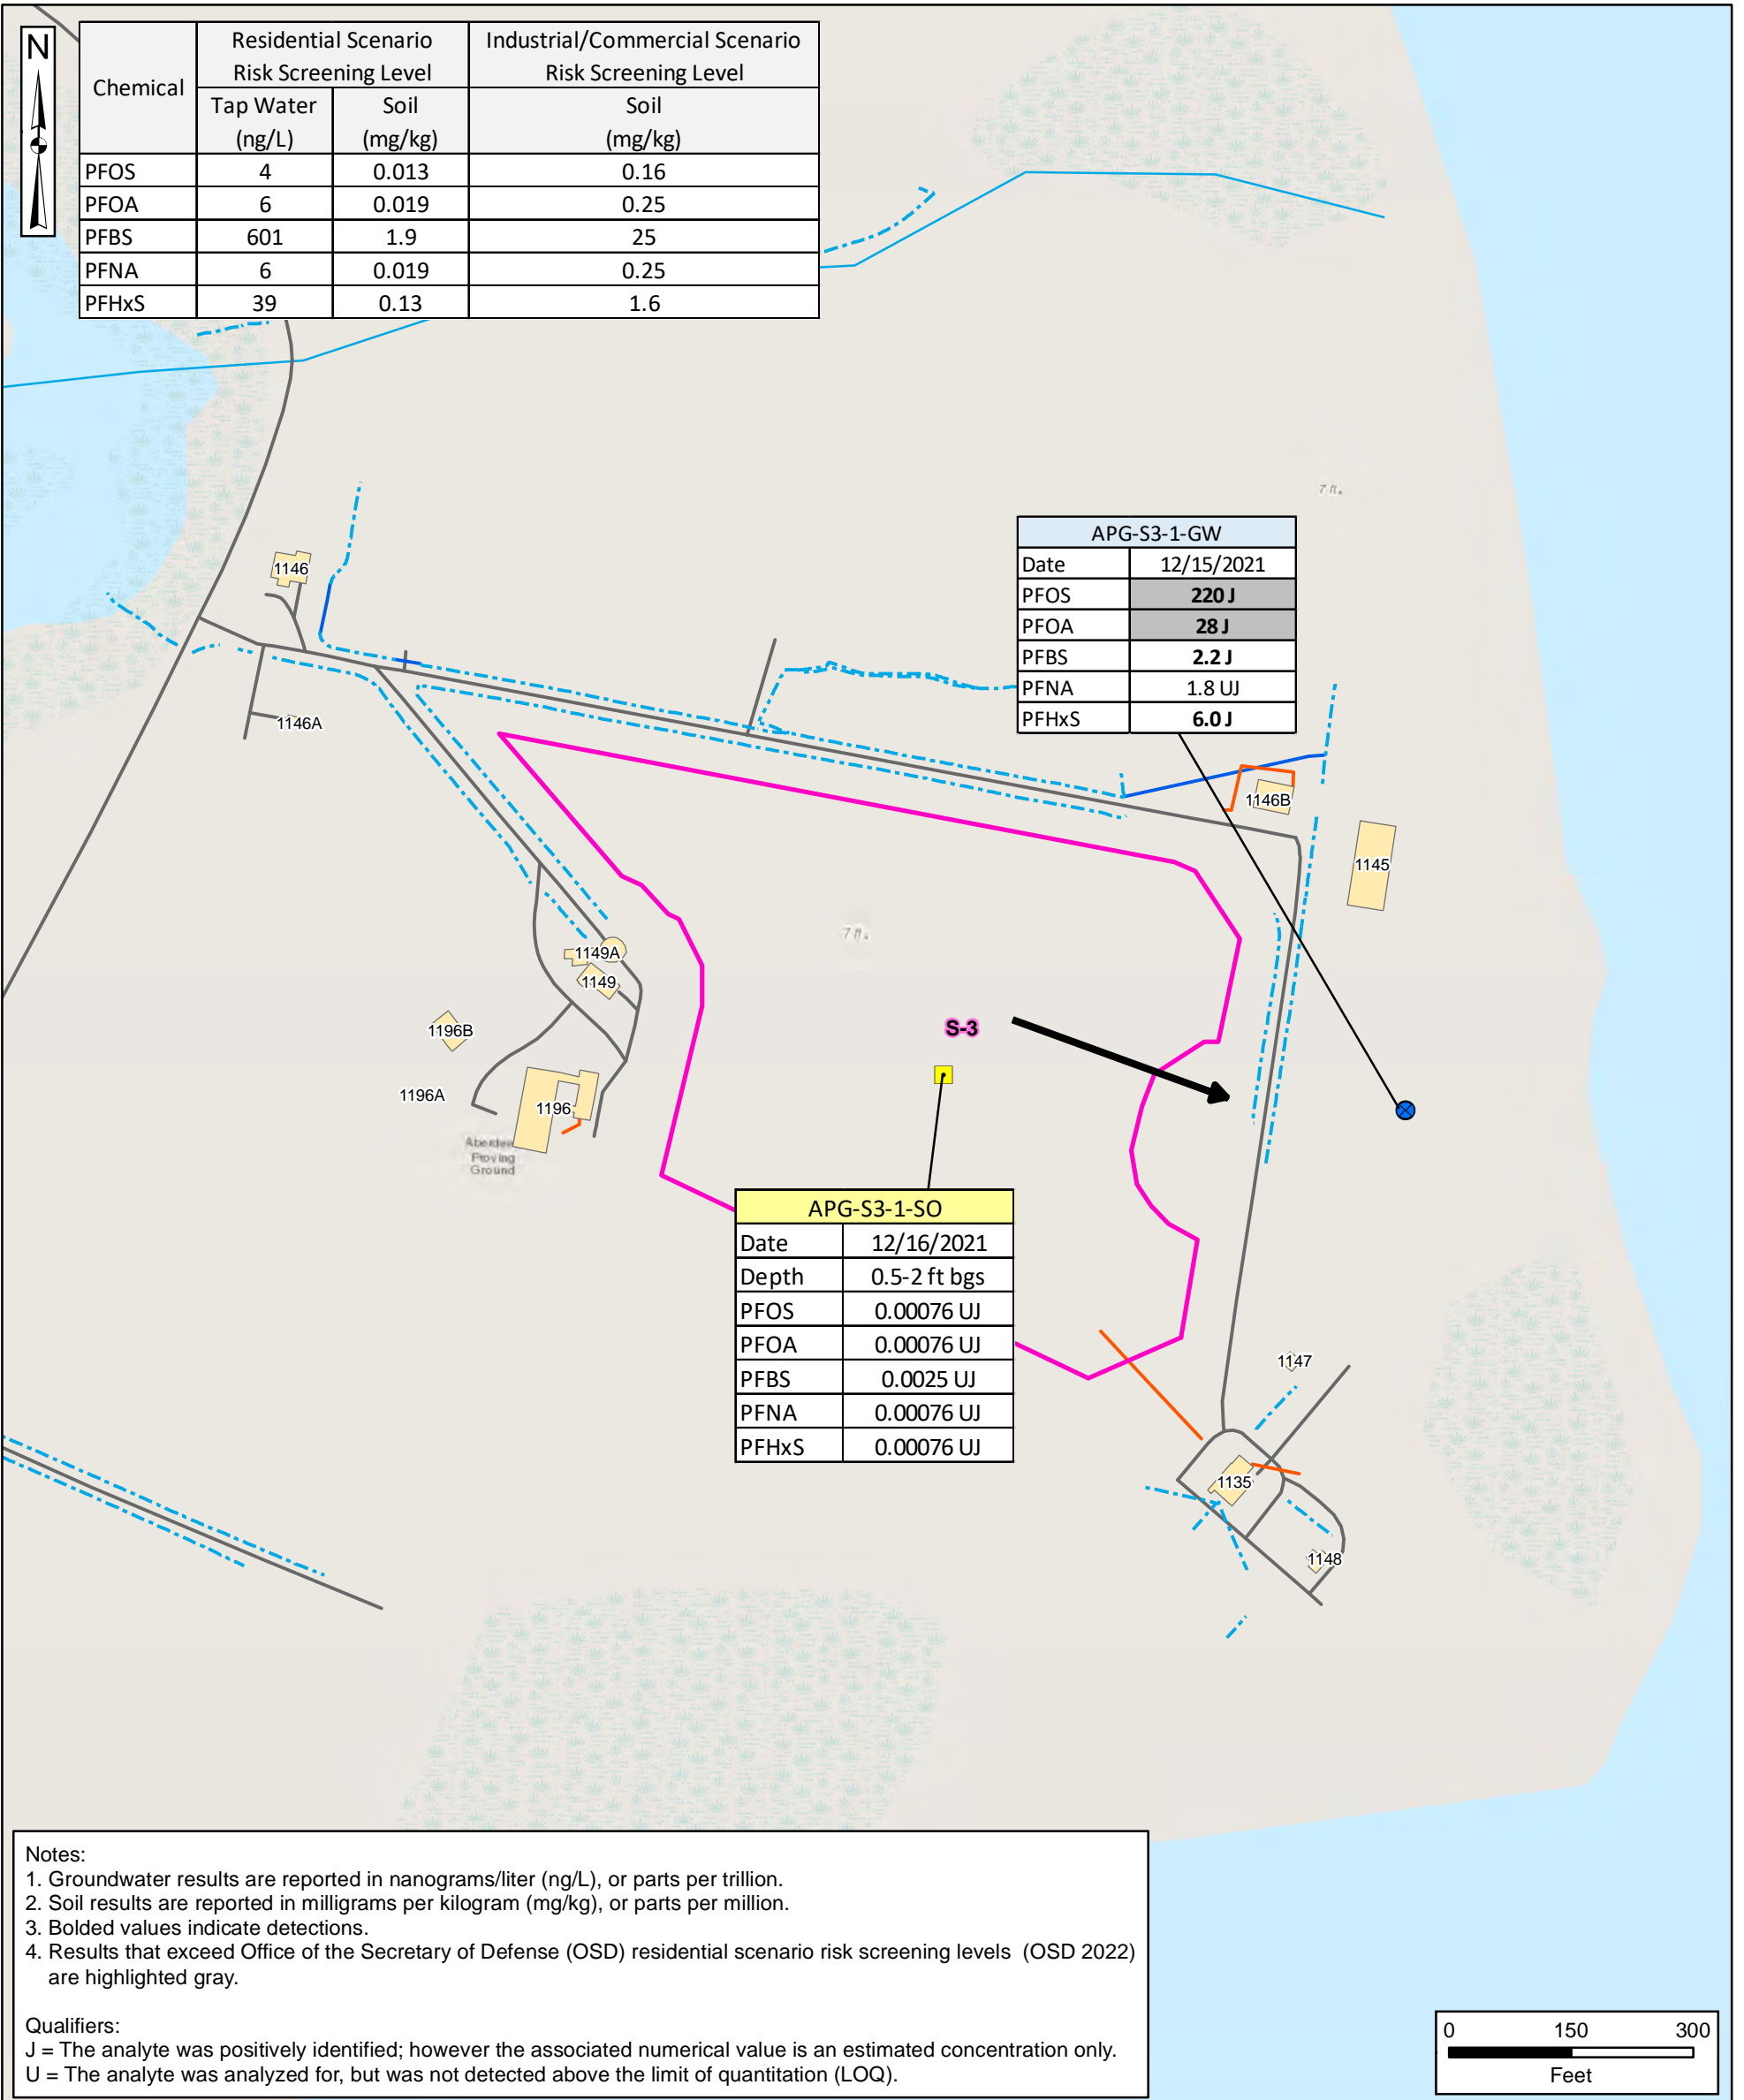 N
Chemical
Residential Scenario
Risk Screening Level
Industrial/Commercial Scenario
Risk Screening Level
Tap Water
(ng/L)
Soil
(mg/kg)
Soil
(mg/kg)
PFOS 4 0.013 0.16
PFOA 6 0.019 0.25
PFBS 601 1.9 25
PFNA 6 0.019 0.25
PFHxS 39 0.13 1.6
7 ft.
APG-S3-1-GW
Date 12/15/2021
PFOS 220 J
PFOA 28 J
PFBS 2.2 J
PFNA 1.8 UJ
PFHxS 6.0 J
1146
1146A
1146B
1145
7 ft.
1149A
1149
1196B
S-3
1196A
1196
Aberdeen
Proving
Ground
APG-S3-1-SO
Date 12/16/2021
Depth 0.5-2 ft bgs
PFOS 0.00076 UJ
PFOA 0.00076 UJ
PFBS 0.0025 UJ
PFNA 0.00076 UJ
PFHxS 0.00076 UJ
1147
1135
1148
Notes:
1. Groundwater results are reported in nanograms/liter (ng/L), or parts per trillion.
2. Soil results are reported in milligrams per kilogram (mg/kg), or parts per million.
3. Bolded values indicate detections.
4. Results that exceed Office of the Secretary of Defense (OSD) residential scenario risk screening levels (OSD 2022)
are highlighted gray.
Qualifiers:
J = The analyte was positively identified; however the associated numerical value is an estimated concentration only.
U = The analyte was analyzed for, but was not detected above the limit of quantitation (LOQ).
0 150 300
Feet